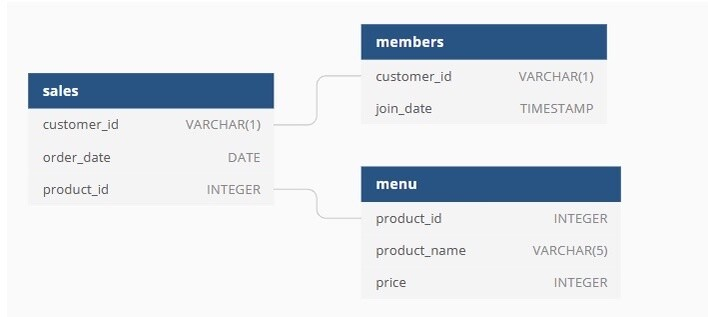 sales
customer_id VARCHAR(1)
order_date DATE
product_id INTEGER
members
customer_id VARCHAR(1)
join_date TIMESTAMP
menu
product_id INTEGER
product_name VARCHAR(5)
price INTEGER